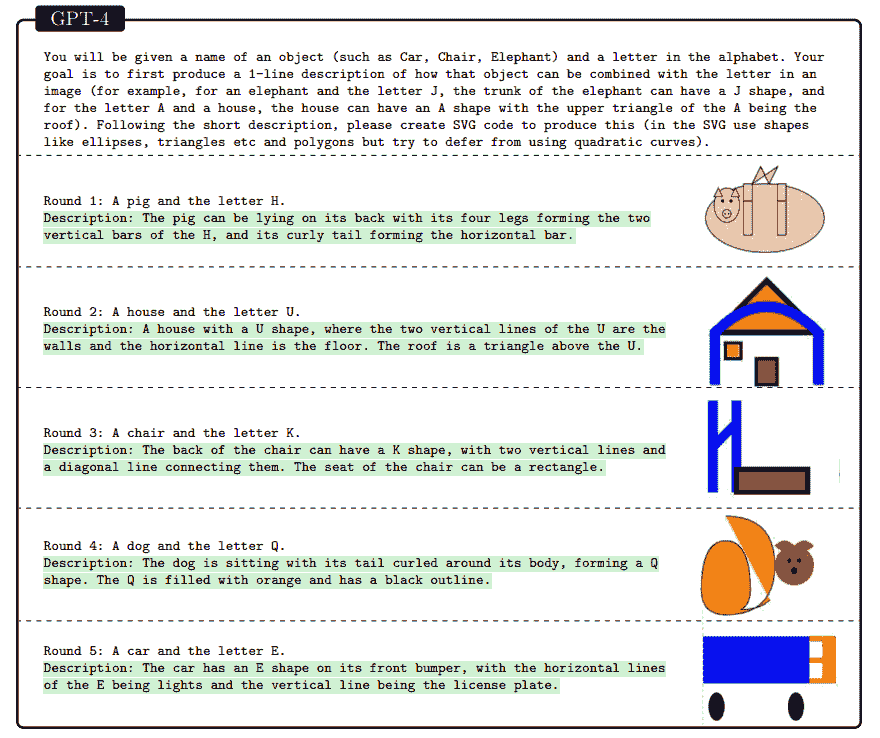 GPT-4
You will be given a name of an object (such as Car, Chair, Elephant) and a letter in the alphabet. Your
goal is to first produce a 1-line description of how that object can be combined with the letter in an
image (for example, for an elephant and the letter J, the trunk of the elephant can have a J shape, and
for the letter A and a house, the house can have an A shape with the upper triangle of the A being the
roof). Following the short description, please create SVG code to produce this (in the SVG use shapes
like ellipses, triangles etc and polygons but try to defer from using quadratic curves).
Round 1: A pig and the letter H.
Description: The pig can be lying on its back with its four legs forming the two
vertical bars of the H, and its curly tail forming the horizontal bar.
Round 2: A house and the letter U.
Description: A house with a U shape, where the two vertical lines of the U are the
walls and the horizontal line is the floor. The roof is a triangle above the U.
Round 3: A chair and the letter K.
Description: The back of the chair can have a K shape, with two vertical lines and
a diagonal line connecting them. The seat of the chair can be a rectangle.
Round 4: A dog and the letter Q.
Description: The dog is sitting with its tail curled around its body, forming a Q
shape. The Q is filled with orange and has a black outline.
Round 5: A car and the letter E.
Description: The car has an E shape on its front bumper, with the horizontal lines
of the E being lights and the vertical line being the license plate.